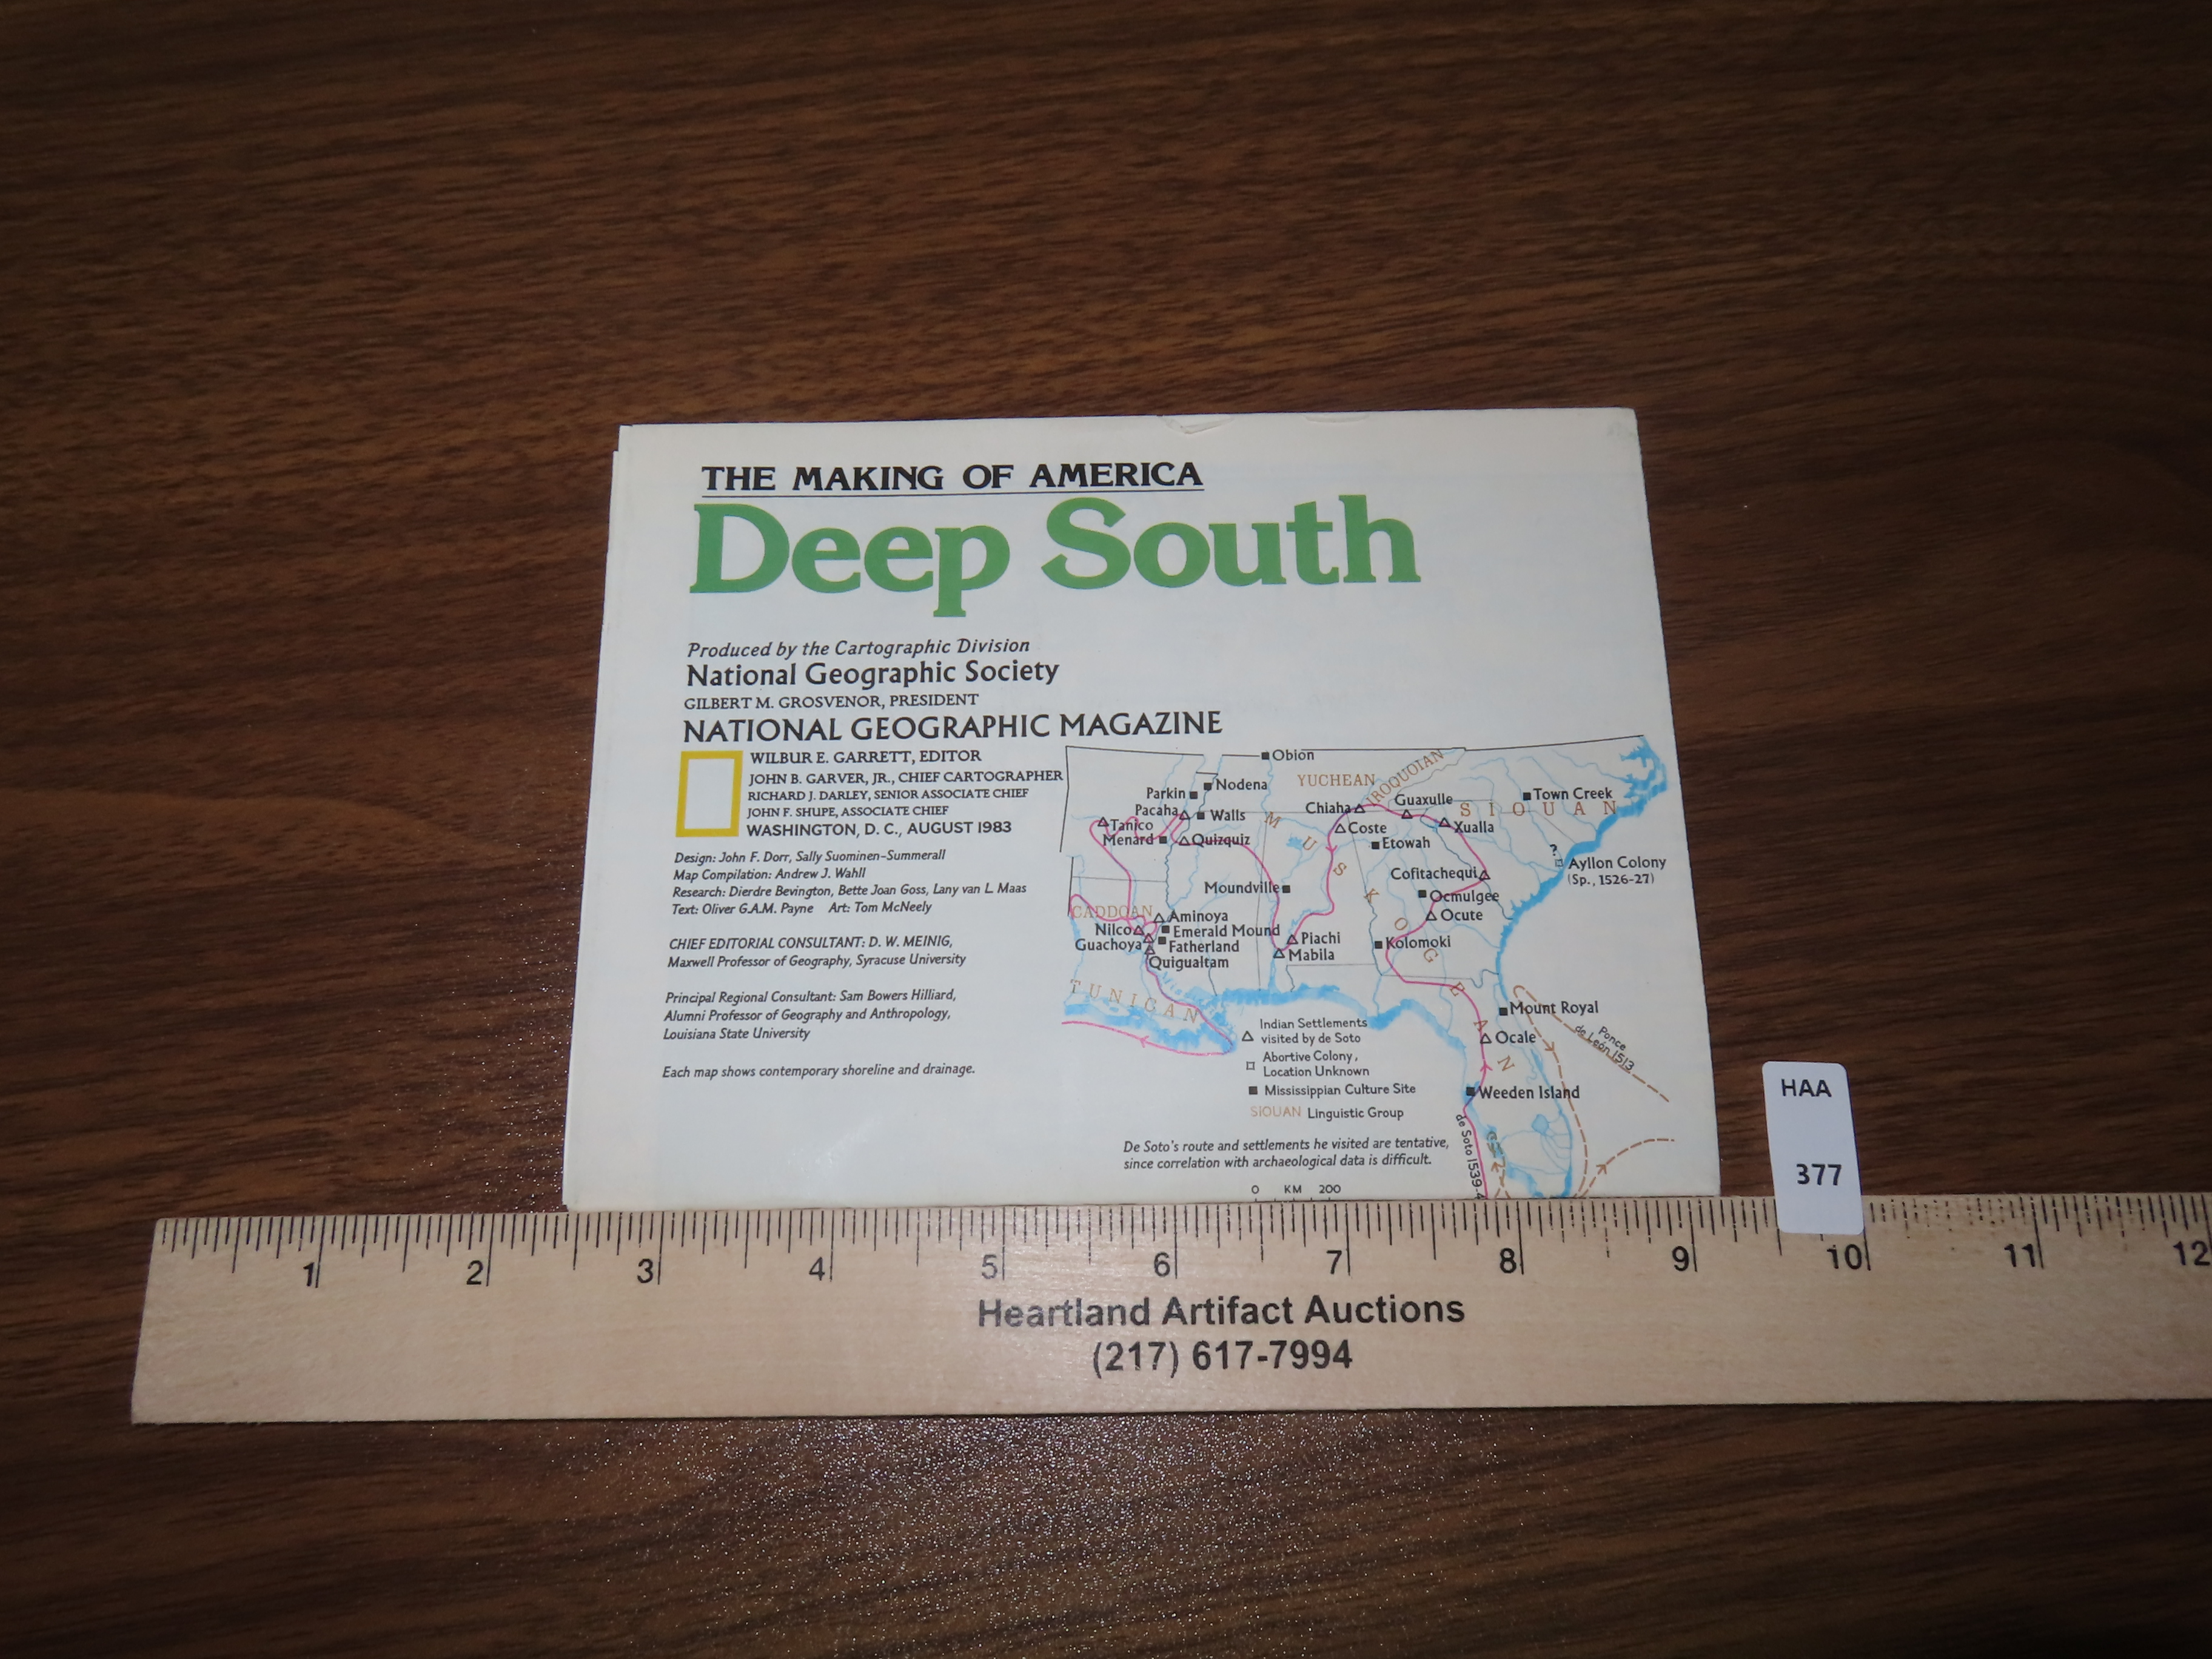 THE MAKING OF AMERICA
Deep South
Produced by the Cartographic Division
National Geographic Society
GILBERT M. GROSVENOR, PRESIDENT
NATIONAL GEOGRAPHIC MAGAZINE
WILBUR E. GARRETT, EDITOR
JOHN B. GARVER, JR., CHIEF CARTOGRAPHER
RICHARD J. DARLEY, SENIOR ASSOCIATE CHIEF
JOHN F. SHUPE, ASSOCIATE CHIEF
WASHINGTON, D. C., AUGUST 1983
Design: John F. Dorr, Sally Suominen-Summerall
Map Compilation: Andrew J. Wahll
Research: Dierdre Bevington, Bette Joan Goss, Lany van L. Maas
Text: Oliver G.A.M. Payne Art: Tom McNeely
CHIEF EDITORIAL CONSULTANT: D. W. MEINIG,
Maxwell Professor of Geography, Syracuse University
Principal Regional Consultant: Sam Bowers Hilliard,
Alumni Professor of Geography and Anthropology,
Louisiana State University
Each map shows contemporary shoreline and drainage.
Obion
YUCHEAN
IROQUOIAN
Nodena
Parkin
Pacaha
Walls
Tanico
Menard
Quizquiz
Chiaha
Guaxulle
Town Creek
SIOUAN
Coste
Xualla
Etowah
MUSKOGEAN
?
Ayllon Colony
(Sp., 1526-27)
Cofitachequi
Moundville
Ocmulgee
Ocute
CADDOAN
Aminoya
Nilco
Emerald Mound
Guachoya
Fatherland
Quigualtam
Piachi
Mabila
Kolomoki
TUNICAN
Mount Royal
Ocale
Ponce
de León 1513
Weeden Island
de Soto 1539-4
Indian Settlements
visited by de Soto
Abortive Colony,
Location Unknown
Mississippian Culture Site
SIOUAN Linguistic Group
De Soto's route and settlements he visited are tentative,
since correlation with archaeological data is difficult.
0 KM 200
HAA
377
1 2 3 4 5 6 7 8 9 10 11 12
Heartland Artifact Auctions
(217) 617-7994